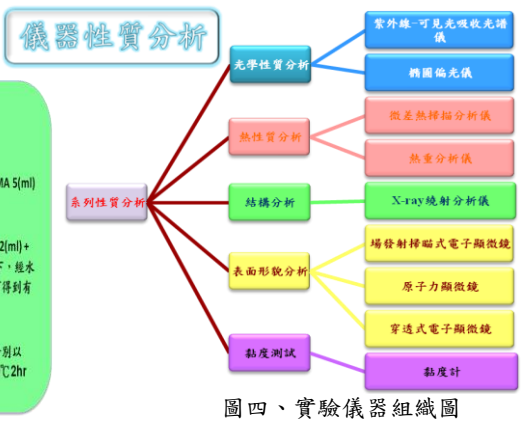 儀器性質分析
MA 5(ml)
2(ml)+
下,經水
得到有
別以
℃2hr
系列性質分析
光學性質分析
紫外線-可見光吸收光譜
儀
橢圓偏光儀
熱性質分析
微差熱掃描分析儀
熱重分析儀
結構分析
X-ray繞射分析儀
表面形貌分析
場發射掃瞄式電子顯微鏡
原子力顯微鏡
穿透式電子顯微鏡
黏度測試
黏度計
圖四、實驗儀器組織圖